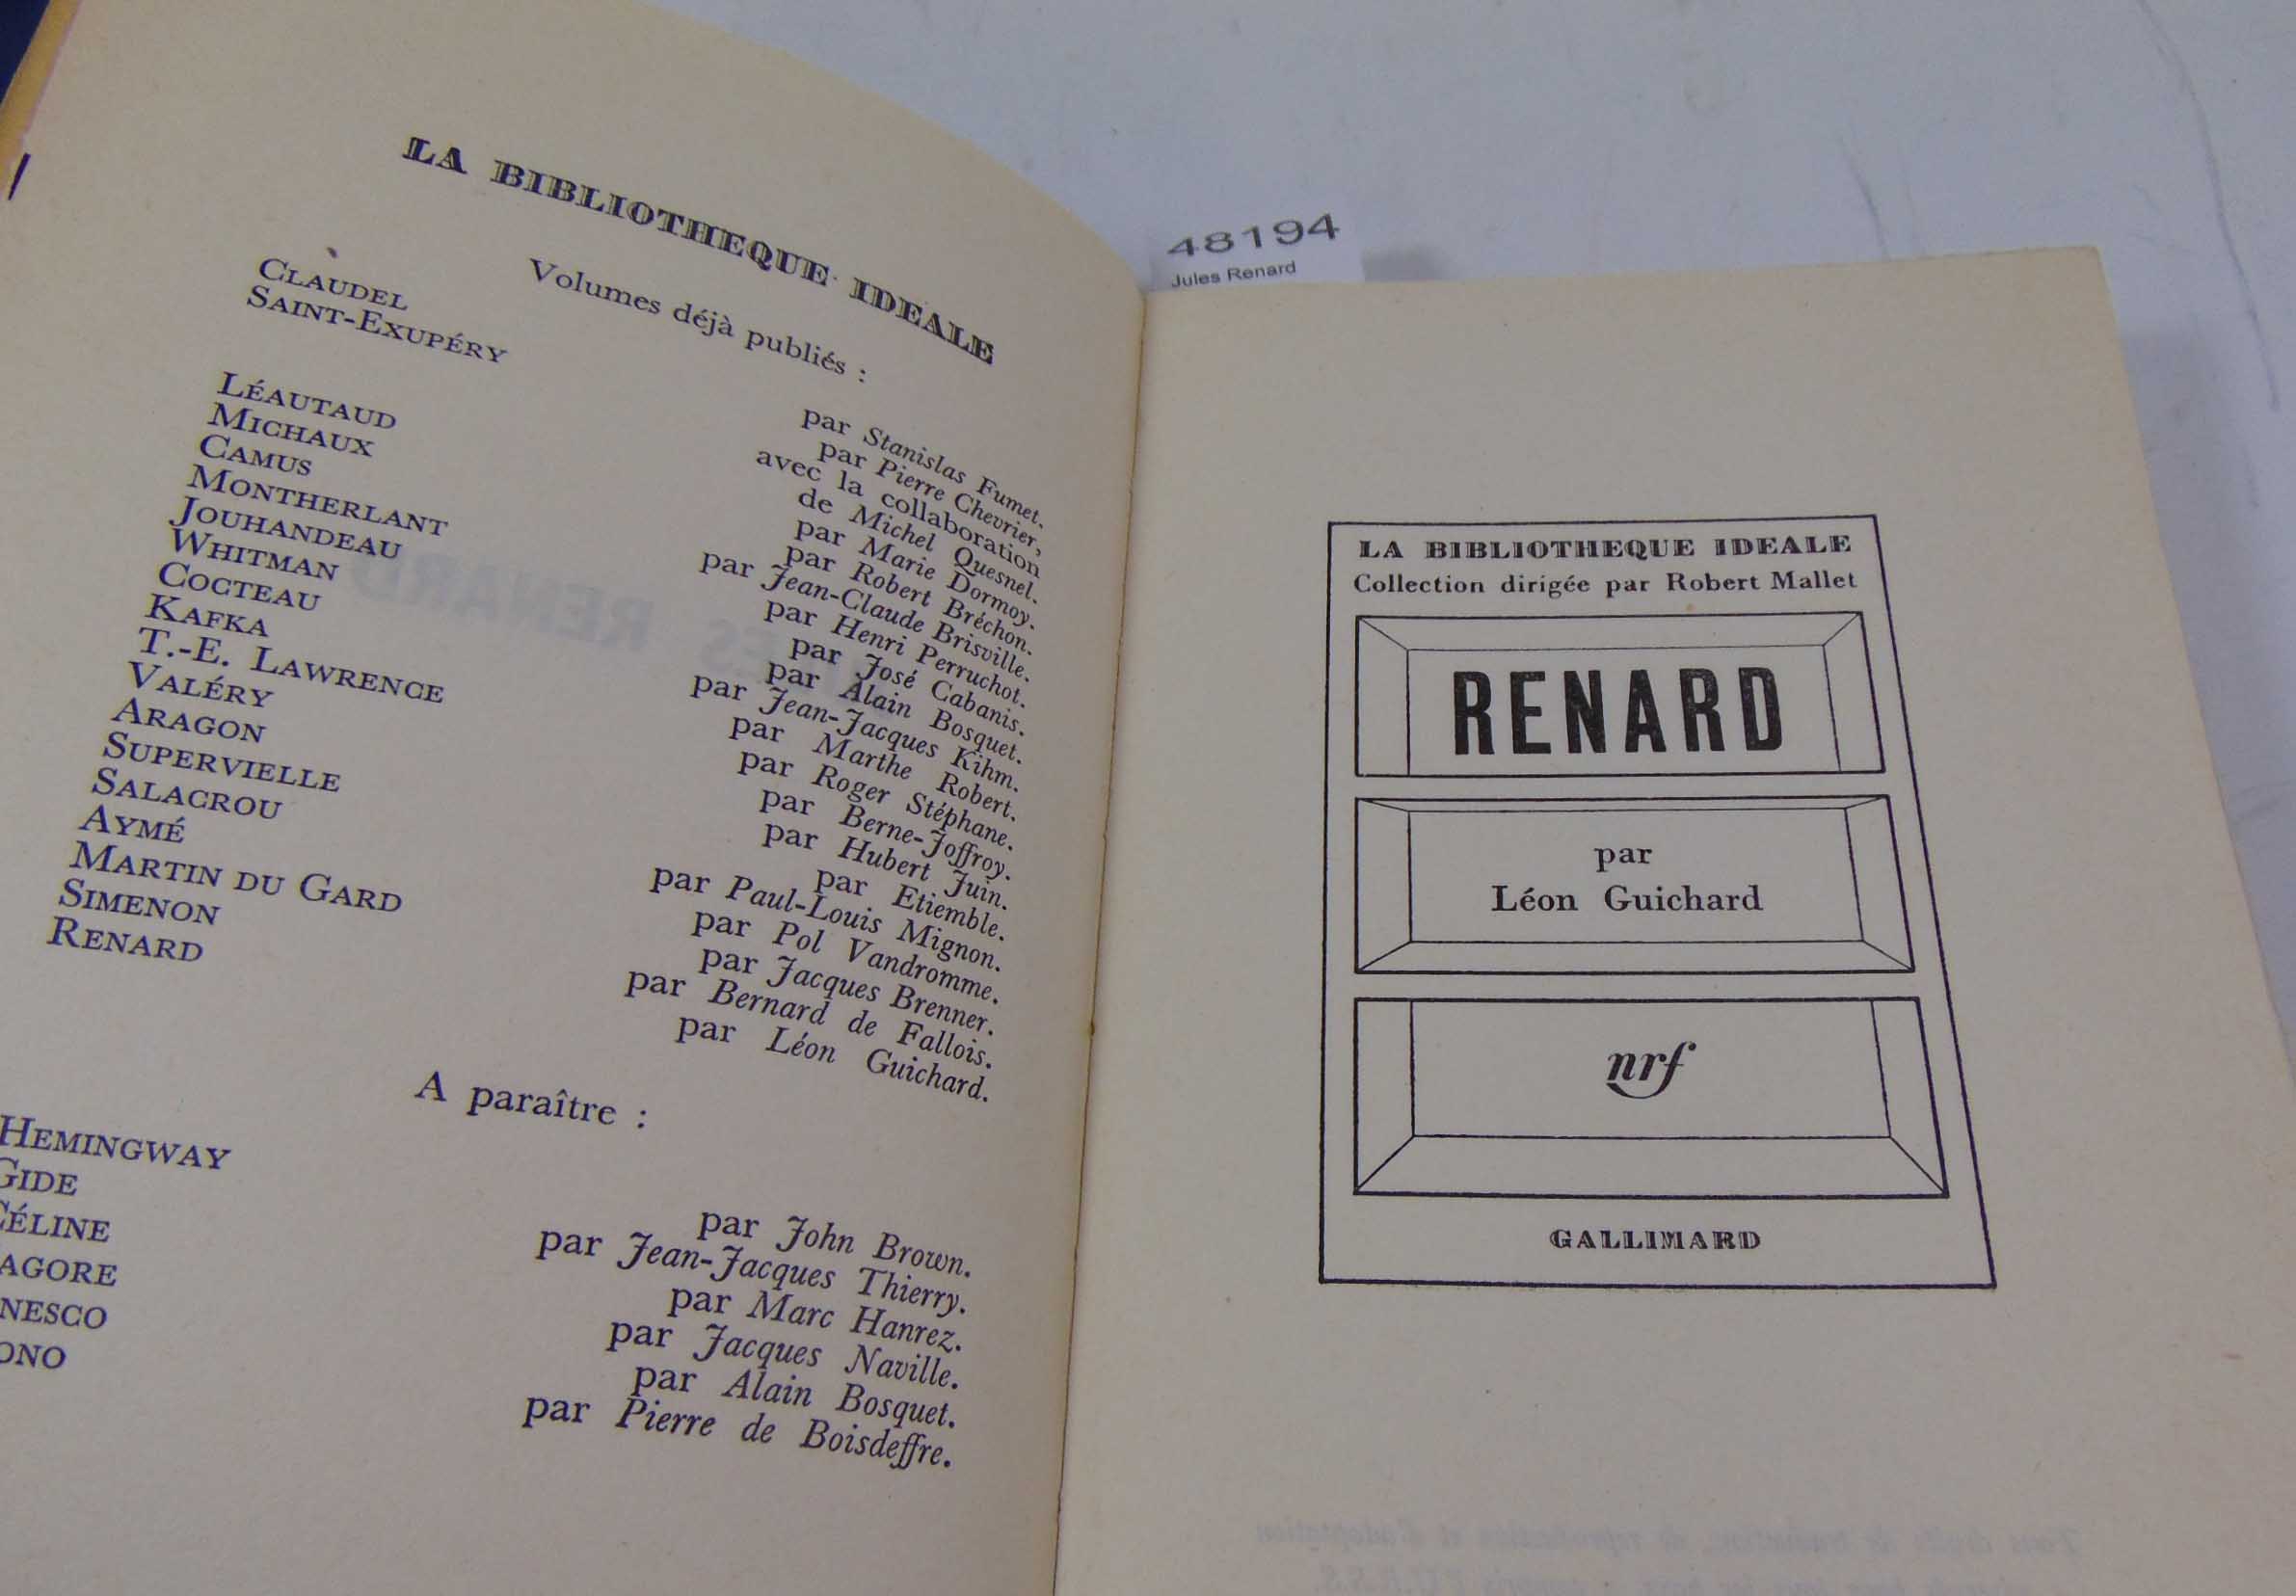 LA BIBLIOTHEQUE IDEALE
Volumes déjà publiés :
CLAUDEL par Stanislas Fumet.
SAINT-EXUPÉRY par Pierre Chevrier,
avec la collaboration
de Michel Quesnel.
LÉAUTAUD par Marie Dormoy.
MICHAUX par Robert Bréchon.
CAMUS par Jean-Claude Brisville.
MONTHERLANT par Henri Perruchot.
JOUHANDEAU par José Cabanis.
WHITMAN par Alain Bosquet.
COCTEAU par Jean-Jacques Kihm.
KAFKA par Marthe Robert.
T.-E. LAWRENCE par Roger Stéphane.
VALÉRY par Berne-Joffroy.
ARAGON par Hubert Juin.
SUPERVIELLE par Etiemble.
SALACROU par Paul-Louis Mignon.
AYMÉ par Pol Vandromme.
MARTIN DU GARD par Jacques Brenner.
SIMENON par Bernard de Fallois.
RENARD par Léon Guichard.
A paraître :
HEMINGWAY par John Brown.
GIDE par Jean-Jacques Thierry.
CÉLINE par Marc Hanrez.
AGORE par Jacques Naville.
NESCO par Alain Bosquet.
ONO par Pierre de Boisdeffre.
48194
Jules Renard
LA BIBLIOTHEQUE IDEALE
Collection dirigée par Robert Mallet
RENARD
par
Léon Guichard
nrf
GALLIMARD